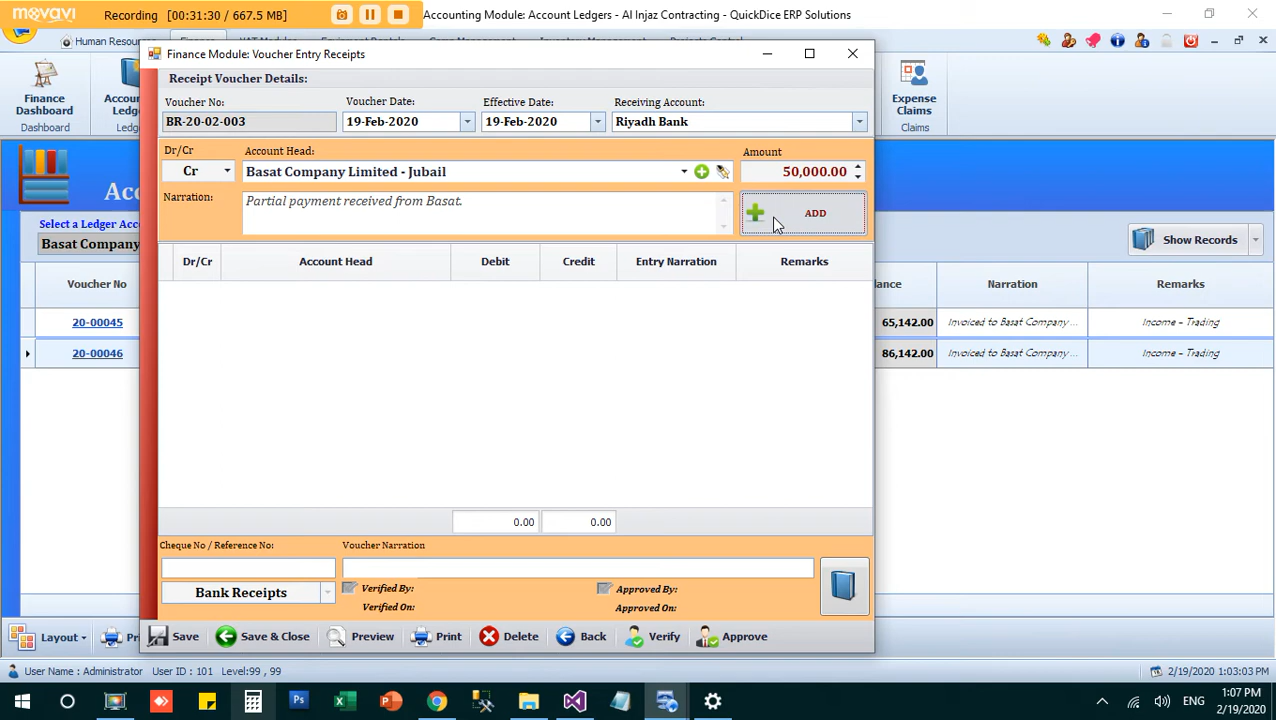 movavi
Recording (00:31:30 / 667.5 MB)
Accounting Module: Account Ledgers - Al Injaz Contracting - QuickDice ERP Solutions
Human Resou
Finance Dashboard
Dashboard
Accou
Ledg
Ledg
Expense Claims
Claims
Acc
Select a Ledger Accoun
Basat Company
Show Records
Voucher No
lance
Narration
Remarks
20-00045
65,142.00
Invoiced to Basat Company ...
Income - Trading
20-00046
86,142.00
Invoiced to Basat Company ...
Income - Trading
Finance Module: Voucher Entry Receipts
Receipt Voucher Details:
Voucher No:
Voucher Date:
Effective Date:
Receiving Account:
BR-20-02-003
19-Feb-2020
19-Feb-2020
Riyadh Bank
Dr/Cr
Account Head:
Amount
Cr
Basat Company Limited - Jubail
50,000.00
Narration:
Partial payment received from Basat.
ADD
Dr/Cr
Account Head
Debit
Credit
Entry Narration
Remarks
0.00
0.00
Cheque No / Reference No:
Voucher Narration
Bank Receipts
Verified By:
Approved By:
Verified On:
Approved On:
Save
Save & Close
Preview
Print
Delete
Back
Verify
Approve
Layout
Pr
User Name : Administrator
User ID : 101
Level:99 , 99
2/19/2020 1:03:03 PM
Ps
ENG
1:07 PM
2/19/2020